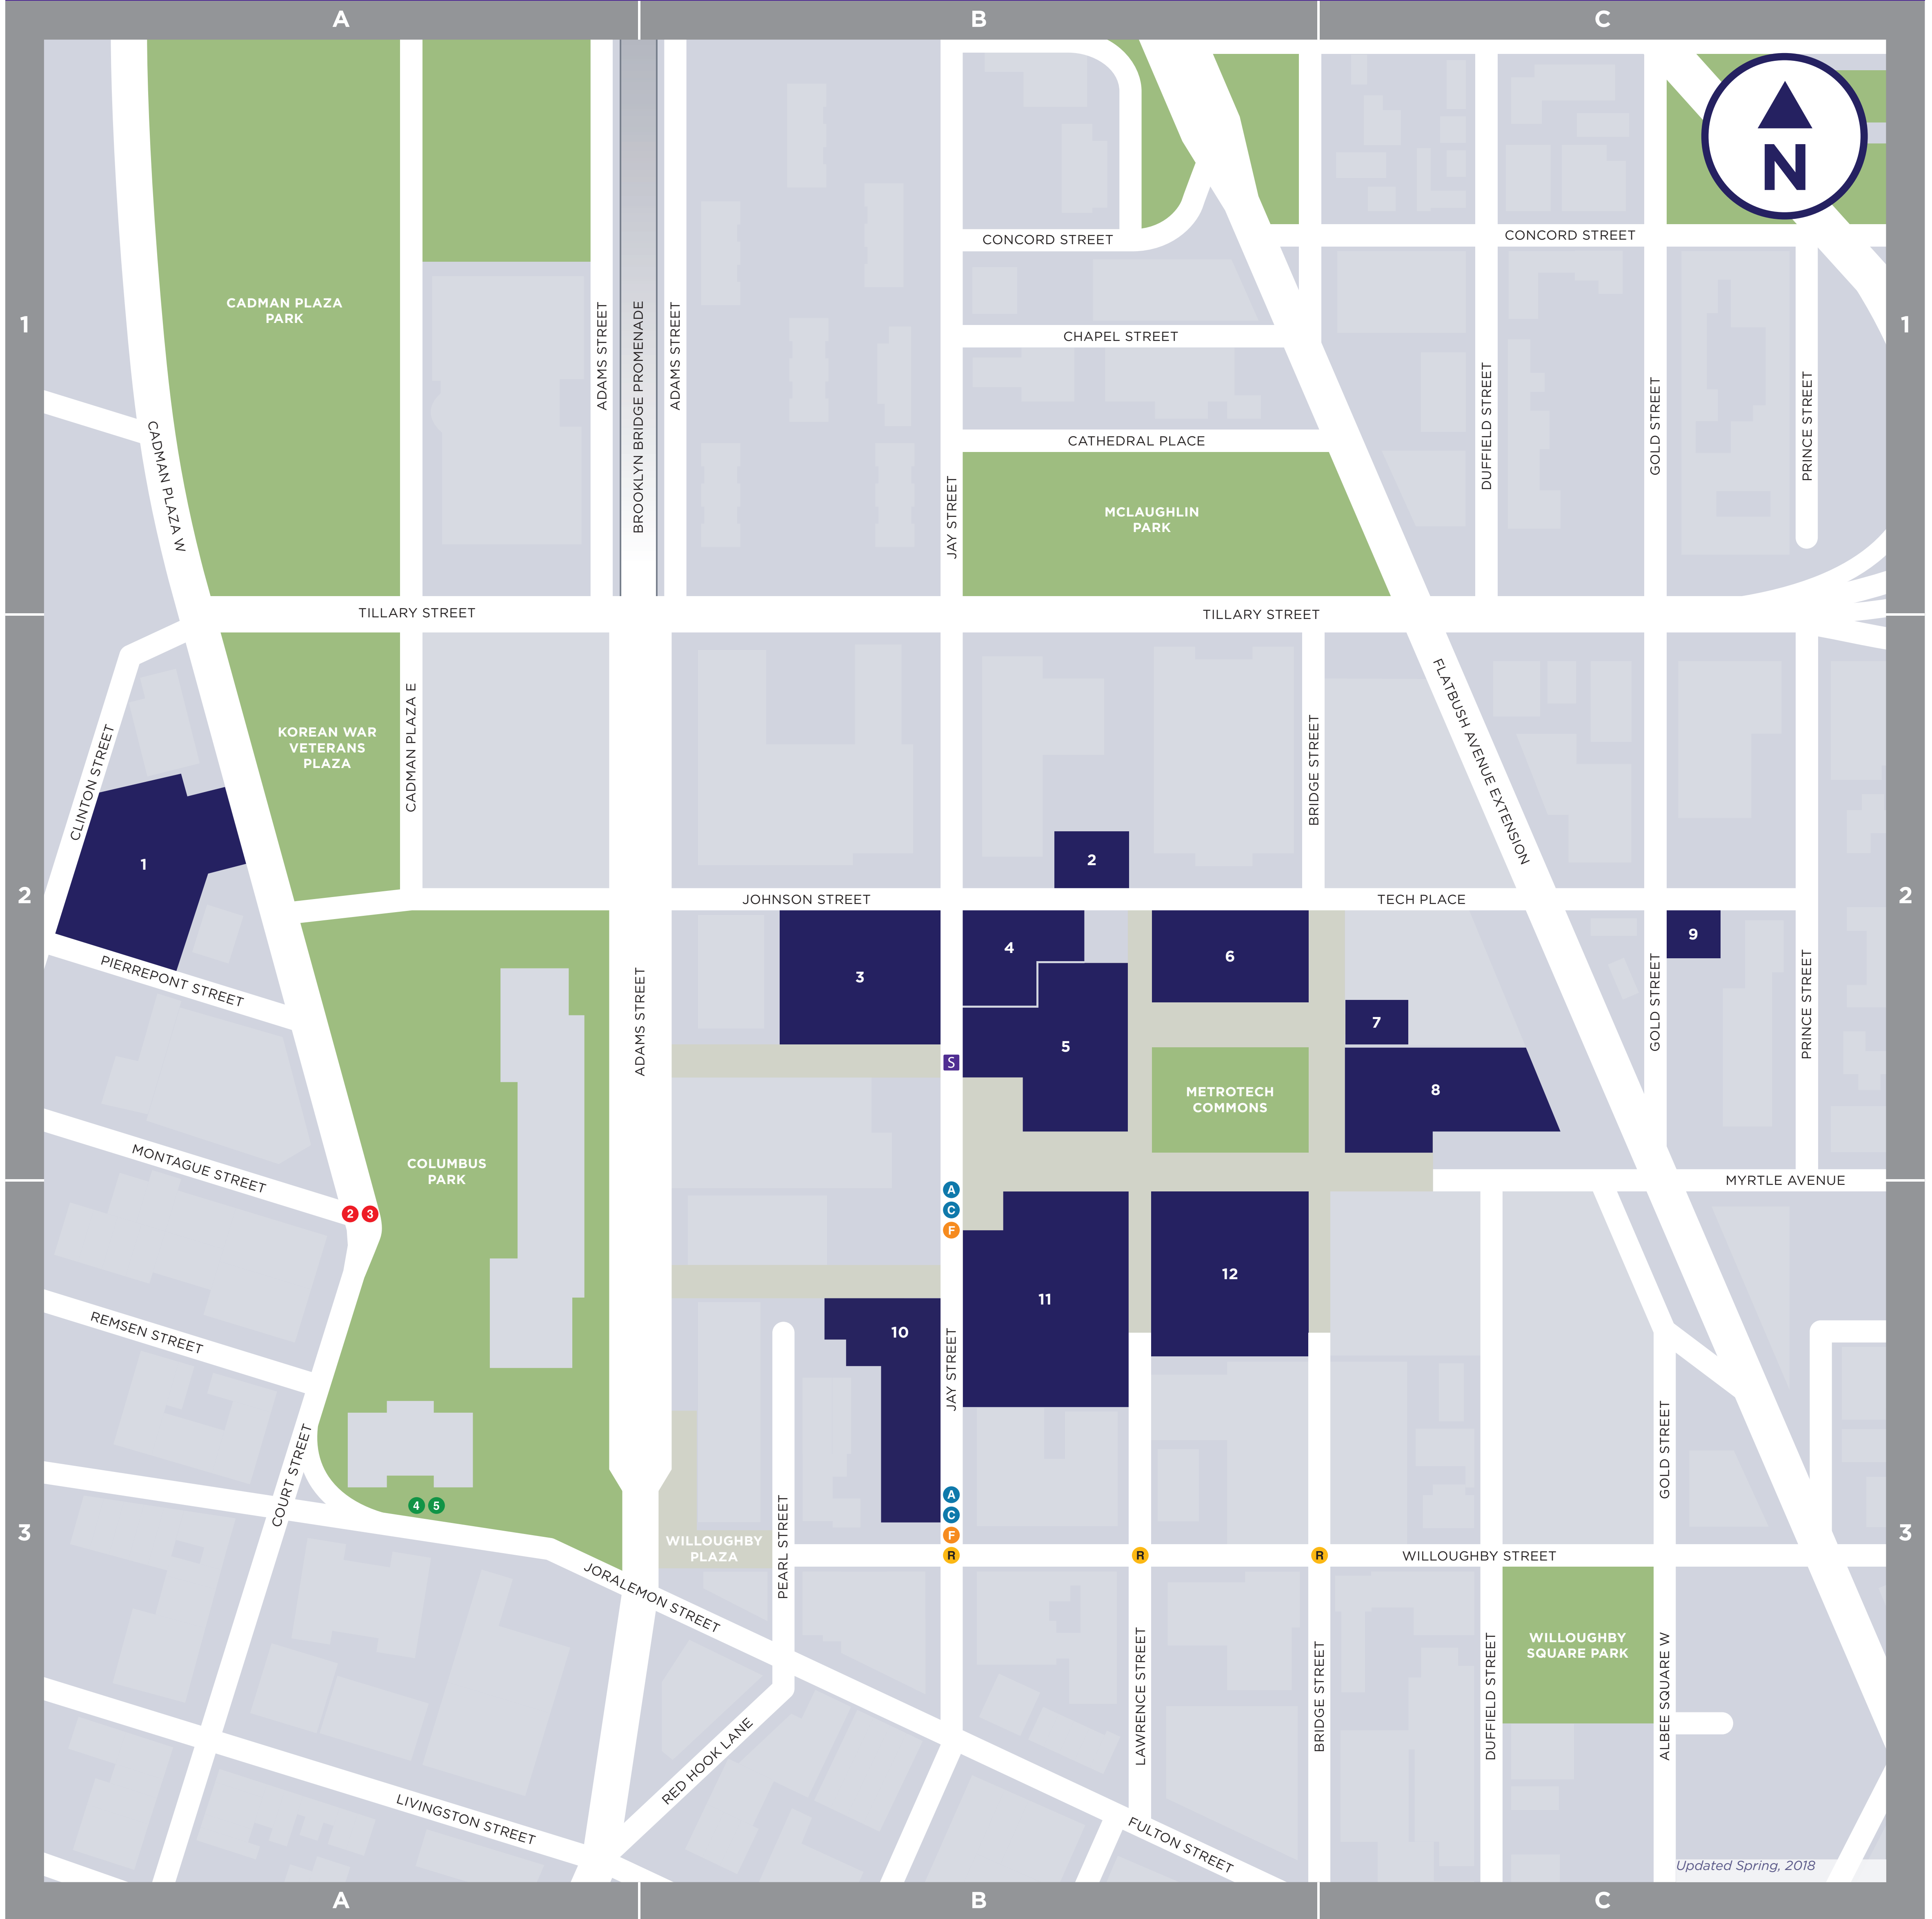 A
B
C
N
CONCORD STREET
CONCORD STREET
CADMAN PLAZA
PARK
1
1
ADAMS STREET
BROOKLYN BRIDGE PROMENADE
ADAMS STREET
CHAPEL STREET
DUFFIELD STREET
GOLD STREET
PRINCE STREET
CADMAN PLAZA W
CATHEDRAL PLACE
JAY STREET
MCLAUGHLIN
PARK
TILLARY STREET
TILLARY STREET
FLATBUSH AVENUE EXTENSION
KOREAN WAR
VETERANS
PLAZA
CADMAN PLAZA E
CLINTON STREET
BRIDGE STREET
1
2
2
2
JOHNSON STREET
TECH PLACE
9
4
6
3
PIERREPONT STREET
ADAMS STREET
GOLD STREET
PRINCE STREET
7
5
S
METROTECH
COMMONS
8
MONTAGUE STREET
COLUMBUS
PARK
MYRTLE AVENUE
A
C
F
2 3
12
11
10
REMSEN STREET
JAY STREET
COURT STREET
GOLD STREET
4 5
A
C
F
R
R
R
3
3
WILLOUGHBY
PLAZA
PEARL STREET
WILLOUGHBY STREET
JORALEMON STREET
WILLOUGHBY
SQUARE PARK
LAWRENCE STREET
BRIDGE STREET
DUFFIELD STREET
ALBEE SQUARE W
RED HOOK LANE
LIVINGSTON STREET
FULTON STREET
Updated Spring, 2018
A
B
C